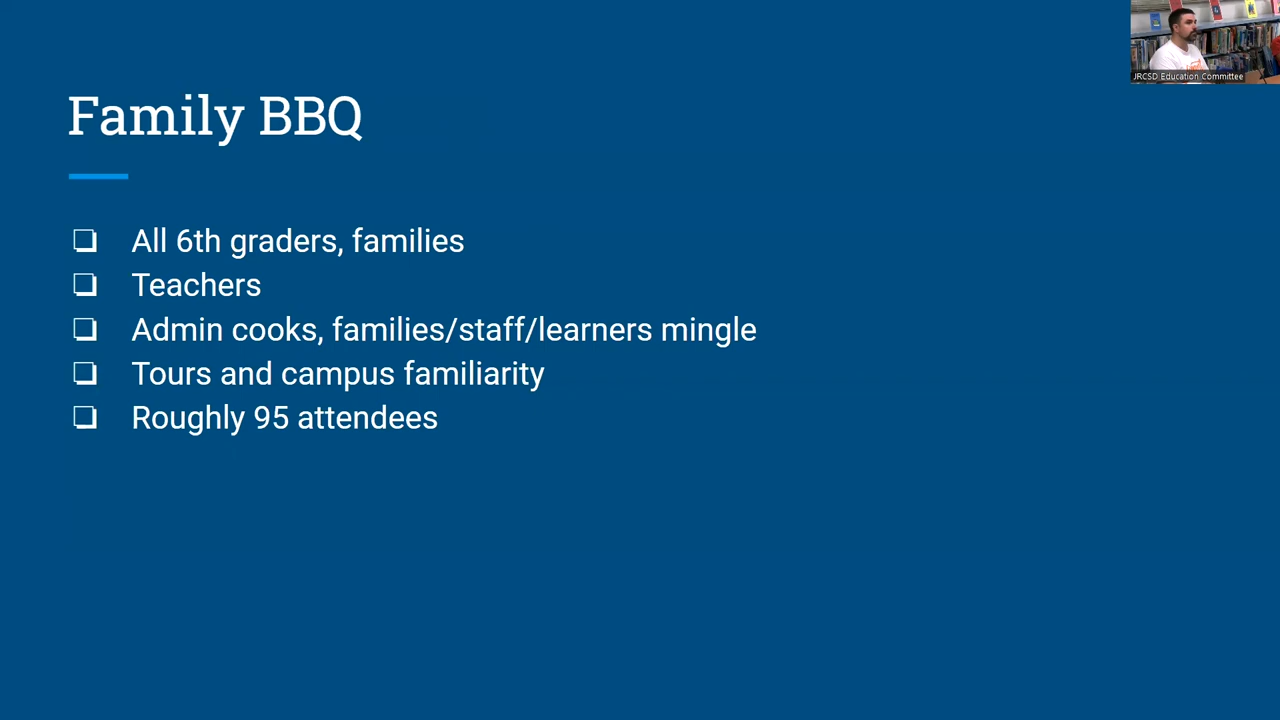 JRCSD Education Committee
Family BBQ
❏ All 6th graders, families
❏ Teachers
❏ Admin cooks, families/staff/learners mingle
❏ Tours and campus familiarity
❏ Roughly 95 attendees